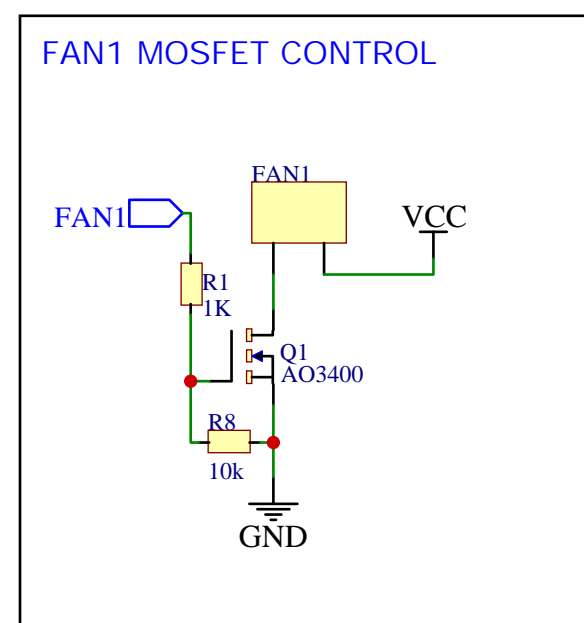 FAN1 MOSFET CONTROL
FAN1
FAN1
VCC
R1
1K
Q1
AO3400
R8
10k
GND